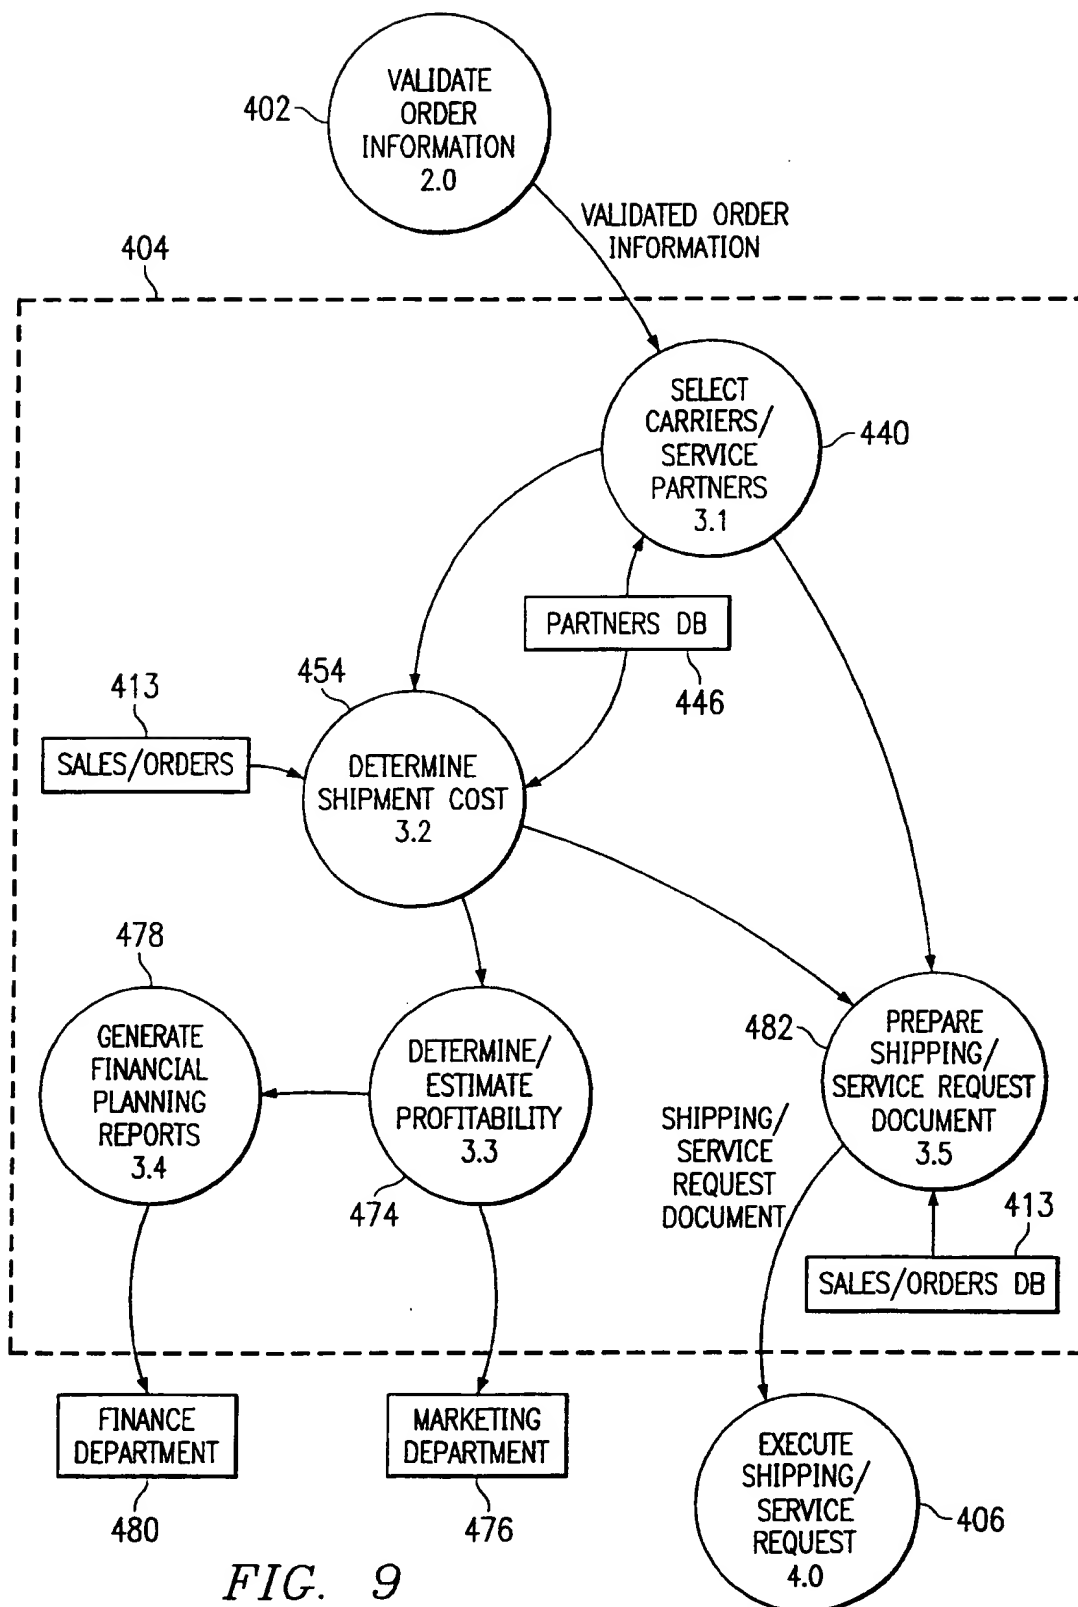 VALIDATE
ORDER
INFORMATION
2.0
402
VALIDATED ORDER
INFORMATION
404
SELECT
CARRIERS/
SERVICE
PARTNERS
3.1
440
PARTNERS DB
446
413
SALES/ORDERS
454
DETERMINE
SHIPMENT COST
3.2
478
GENERATE
FINANCIAL
PLANNING
REPORTS
3.4
DETERMINE/
ESTIMATE
PROFITABILITY
3.3
474
482
PREPARE
SHIPPING/
SERVICE REQUEST
DOCUMENT
3.5
SHIPPING/
SERVICE
REQUEST
DOCUMENT
413
SALES/ORDERS DB
FINANCE
DEPARTMENT
480
MARKETING
DEPARTMENT
476
EXECUTE
SHIPPING/
SERVICE
REQUEST
4.0
406
FIG. 9